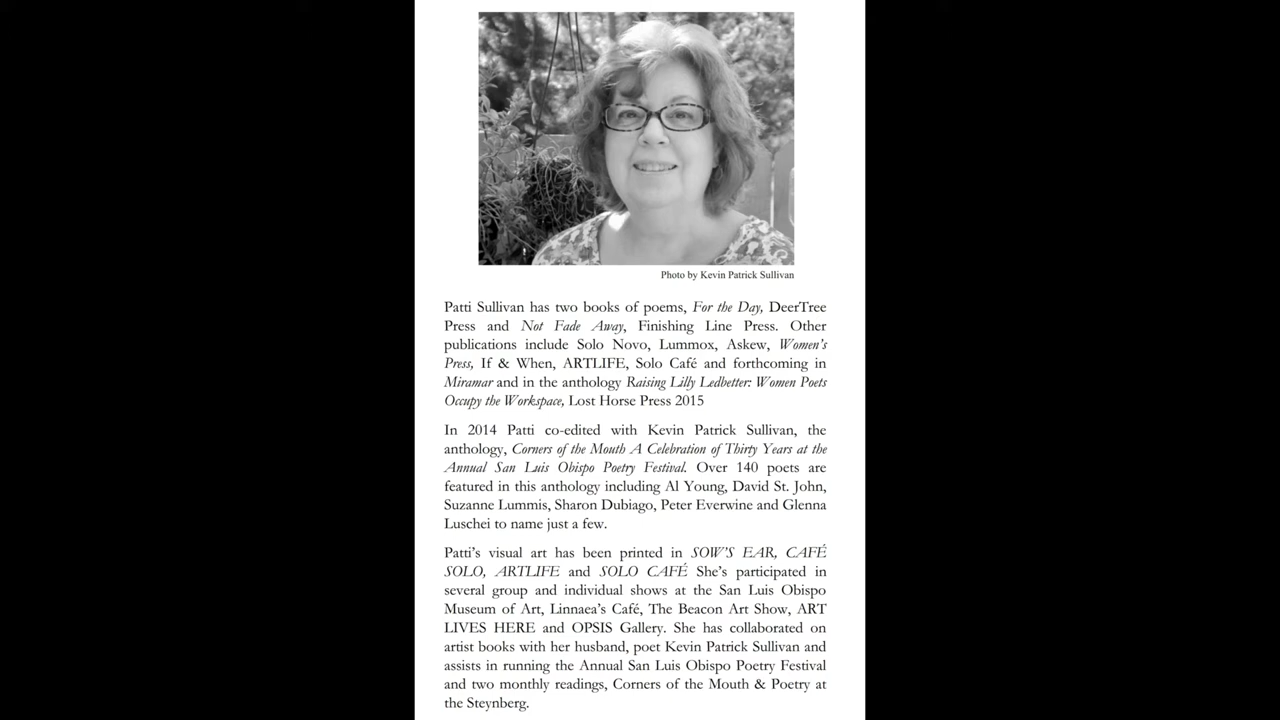 Photo by Kevin Patrick Sullivan
Patti Sullivan has two books of poems, For the Day, DeerTree
Press and Not Fade Away, Finishing Line Press. Other
publications include Solo Novo, Lummox, Askew, Women's
Press, If & When, ARTLIFE, Solo Café and forthcoming in
Miramar and in the anthology Raising Lilly Ledbetter: Women Poets
Occupy the Workspace, Lost Horse Press 2015
In 2014 Patti co-edited with Kevin Patrick Sullivan, the
anthology, Corners of the Mouth A Celebration of Thirty Years at the
Annual San Luis Obispo Poetry Festival. Over 140 poets are
featured in this anthology including Al Young, David St. John,
Suzanne Lummis, Sharon Dubiago, Peter Everwine and Glenna
Luschei to name just a few.
Patti's visual art has been printed in SOW'S EAR, CAFÉ
SOLO, ARTLIFE and SOLO CAFÉ She's participated in
several group and individual shows at the San Luis Obispo
Museum of Art, Linnaea's Café, The Beacon Art Show, ART
LIVES HERE and OPSIS Gallery. She has collaborated on
artist books with her husband, poet Kevin Patrick Sullivan and
assists in running the Annual San Luis Obispo Poetry Festival
and two monthly readings, Corners of the Mouth & Poetry at
the Steynberg.